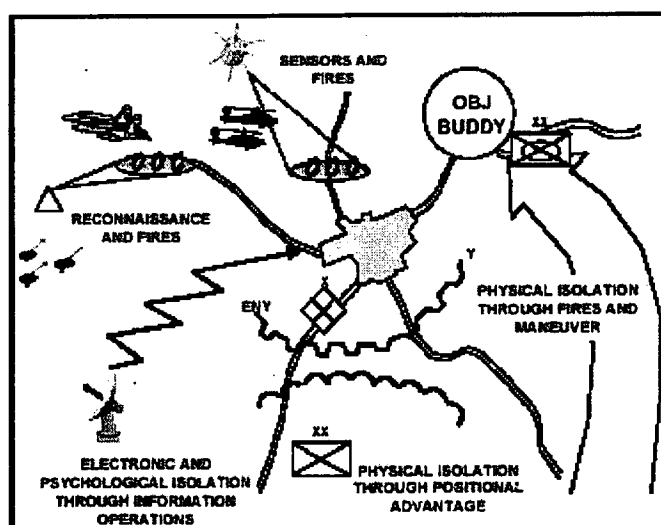 SENSORS AND
FIRES
OBJ
BUDDY
XX
RECONNAISSANCE
AND FIRES
ENY
Y
PHYSICAL ISOLATION
THROUGH FIRES AND
MANEUVER
XX
ELECTRONIC AND
PSYCHOLOGICAL ISOLATION
THROUGH INFORMATION
OPERATIONS
PHYSICAL ISOLATION
THROUGH POSITIONAL
ADVANTAGE